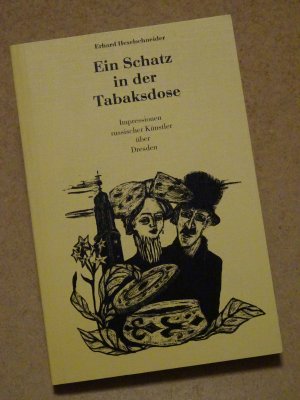 Erhard Hexelschneider
Ein Schatz
in der
Tabaksdose
Impressionen
russischer Künstler
über
Dresden